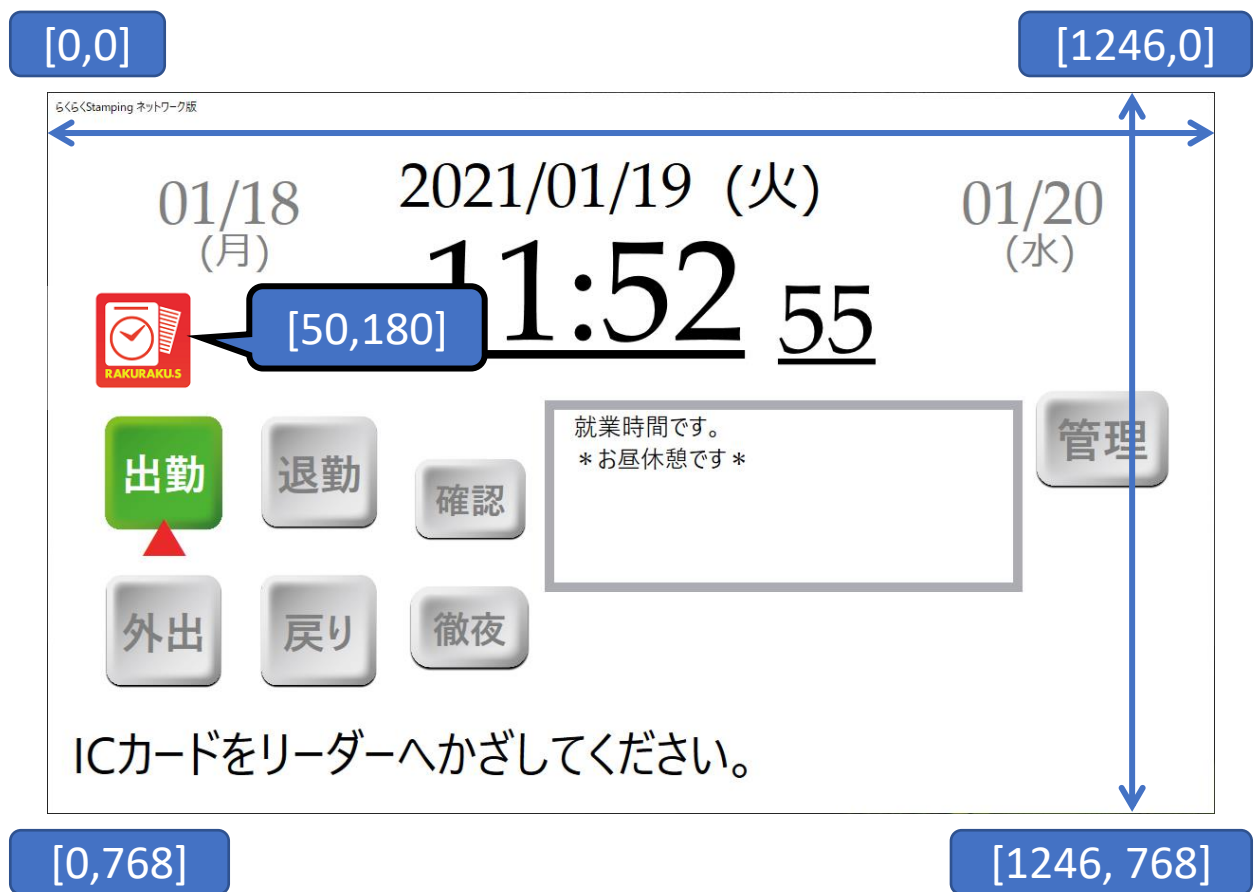 [0,0]
[1246,0]
らくらくStamping ネットワーク版
01/18
(月)
2021/01/19 (火)
01/20
(水)
11:52 55
RAKURAKU.S
[50,180]
出勤
退勤
確認
就業時間です。
＊お昼休憩です＊
管理
外出
戻り
徹夜
ICカードをリーダーへかざしてください。
[0,768]
[1246, 768]